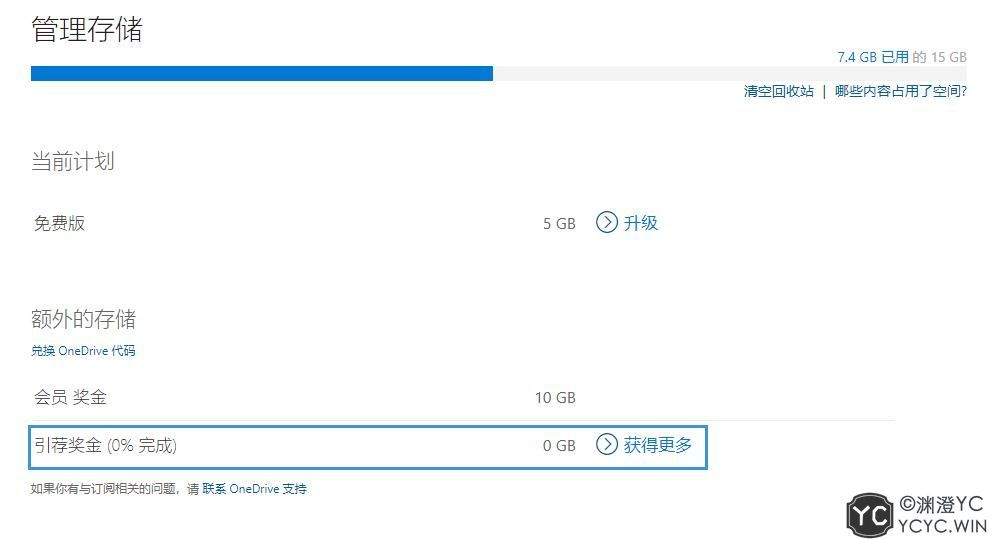 管理存储
7.4 GB 已用 的 15 GB
清空回收站 | 哪些内容占用了空间?
当前计划
免费版 5 GB 升级
额外的存储
兑换 OneDrive 代码
会员 奖金 10 GB
引荐奖金 (0% 完成) 0 GB 获得更多
如果你有与订阅相关的问题，请 联系 OneDrive 支持
YC ©渊澄YC
YCYC.WIN